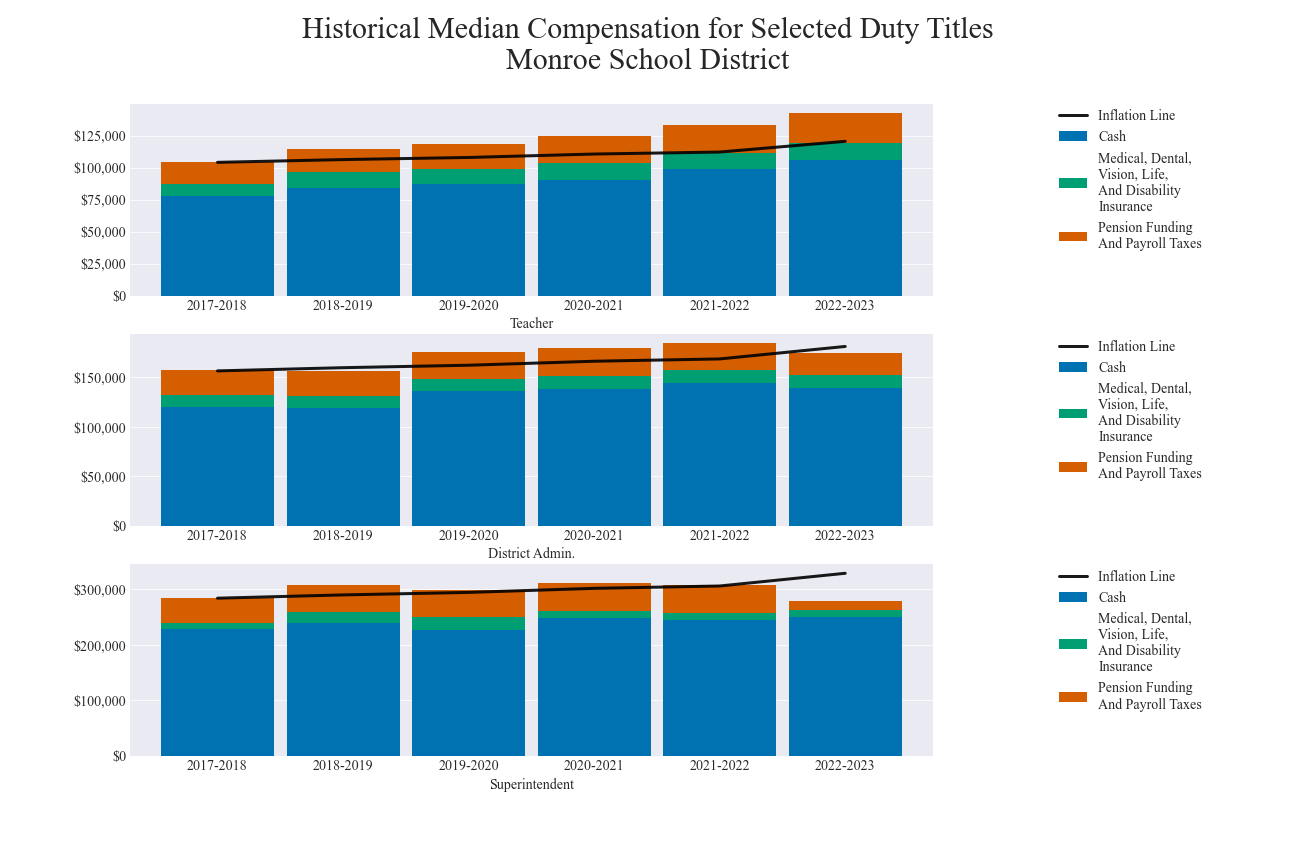 Historical Median Compensation for Selected Duty Titles
Monroe School District
$125,000
$100,000
$75,000
$50,000
$25,000
$0
2017-2018 2018-2019 2019-2020 2020-2021 2021-2022 2022-2023
Teacher
Inflation Line
Cash
Medical, Dental,
Vision, Life,
And Disability
Insurance
Pension Funding
And Payroll Taxes
$150,000
$100,000
$50,000
$0
2017-2018 2018-2019 2019-2020 2020-2021 2021-2022 2022-2023
District Admin.
Inflation Line
Cash
Medical, Dental,
Vision, Life,
And Disability
Insurance
Pension Funding
And Payroll Taxes
$300,000
$200,000
$100,000
$0
2017-2018 2018-2019 2019-2020 2020-2021 2021-2022 2022-2023
Superintendent
Inflation Line
Cash
Medical, Dental,
Vision, Life,
And Disability
Insurance
Pension Funding
And Payroll Taxes